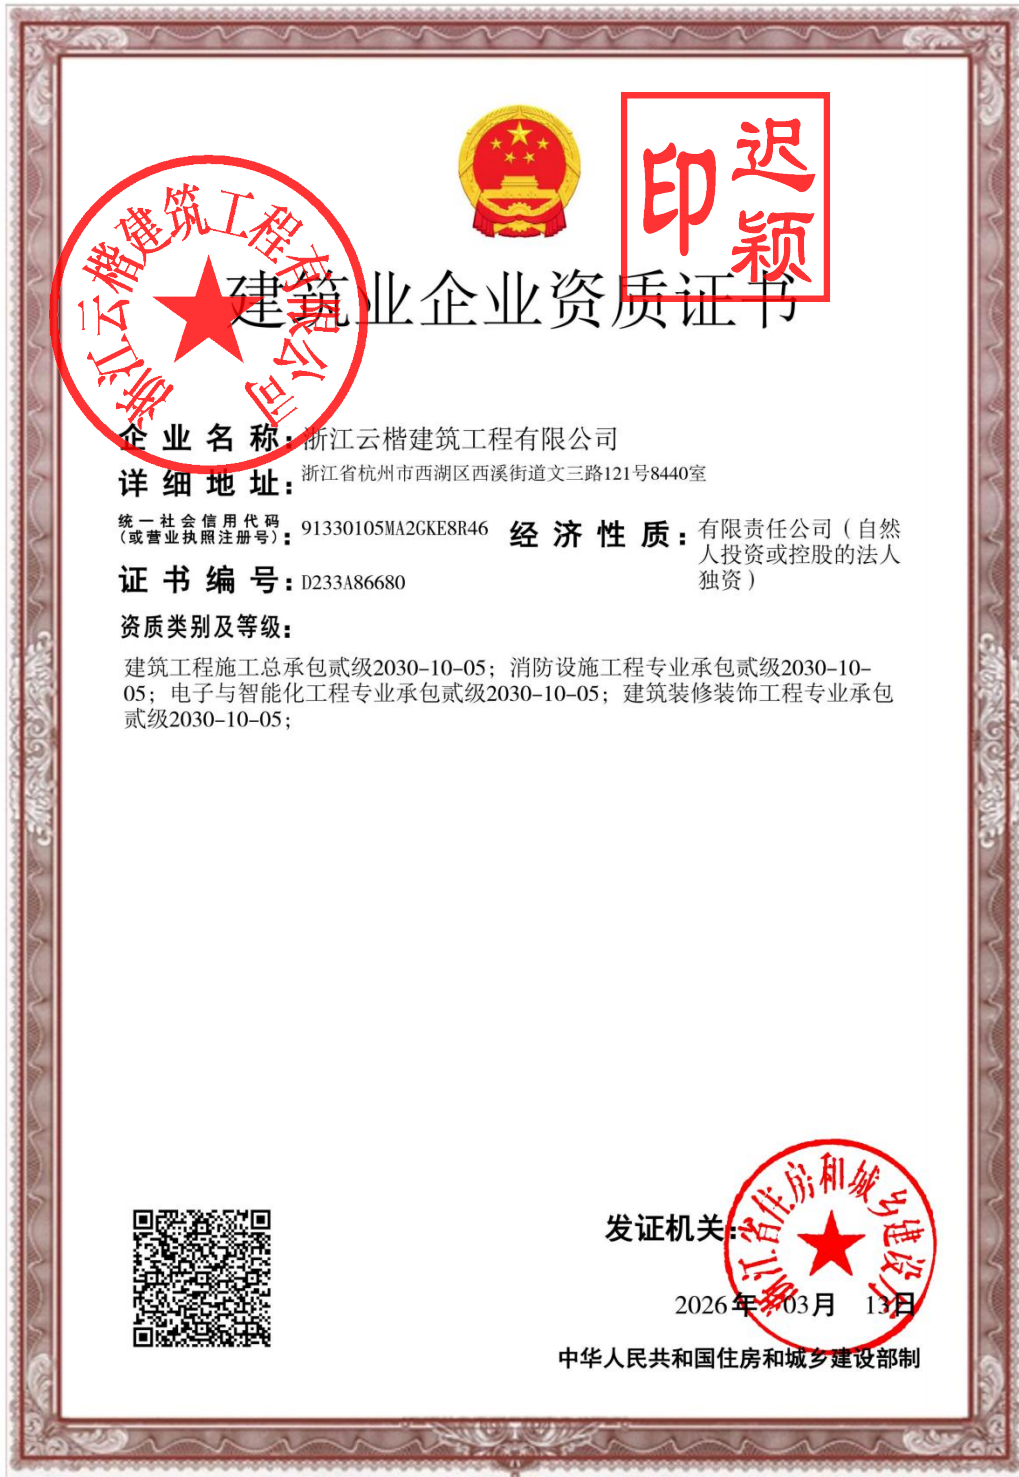 浙江云楷建筑工程有限公司
迟颖
印
建筑业企业资质证书
企业名称：浙江云楷建筑工程有限公司
详细地址：浙江省杭州市西湖区西溪街道文三路121号8440室
统一社会信用代码
（或营业执照注册号）：91330105MA2GKE8R46
经济性质：有限责任公司（自然
人投资或控股的法人
独资）
证书编号：D233A86680
资质类别及等级：
建筑工程施工总承包贰级2030-10-05；消防设施工程专业承包贰级2030-10-
05；电子与智能化工程专业承包贰级2030-10-05；建筑装修装饰工程专业承包
贰级2030-10-05；
发证机关：
浙江省住房和城乡建设厅
2026年 03月 13日
中华人民共和国住房和城乡建设部制